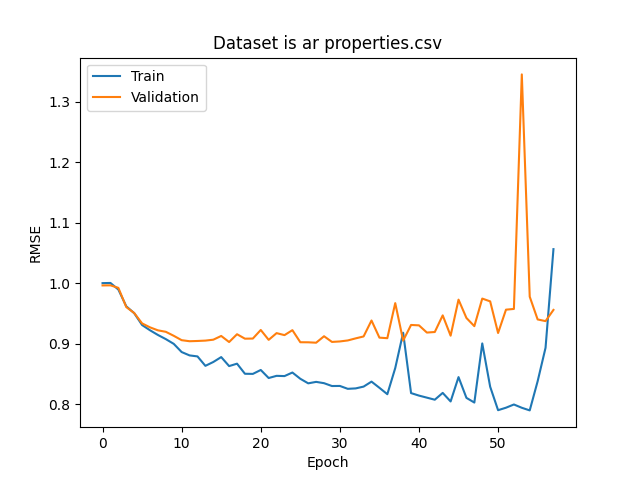 Dataset is ar properties.csv
Train
Validation
RMSE
1.3
1.2
1.1
1.0
0.9
0.8
0 10 20 30 40 50
Epoch